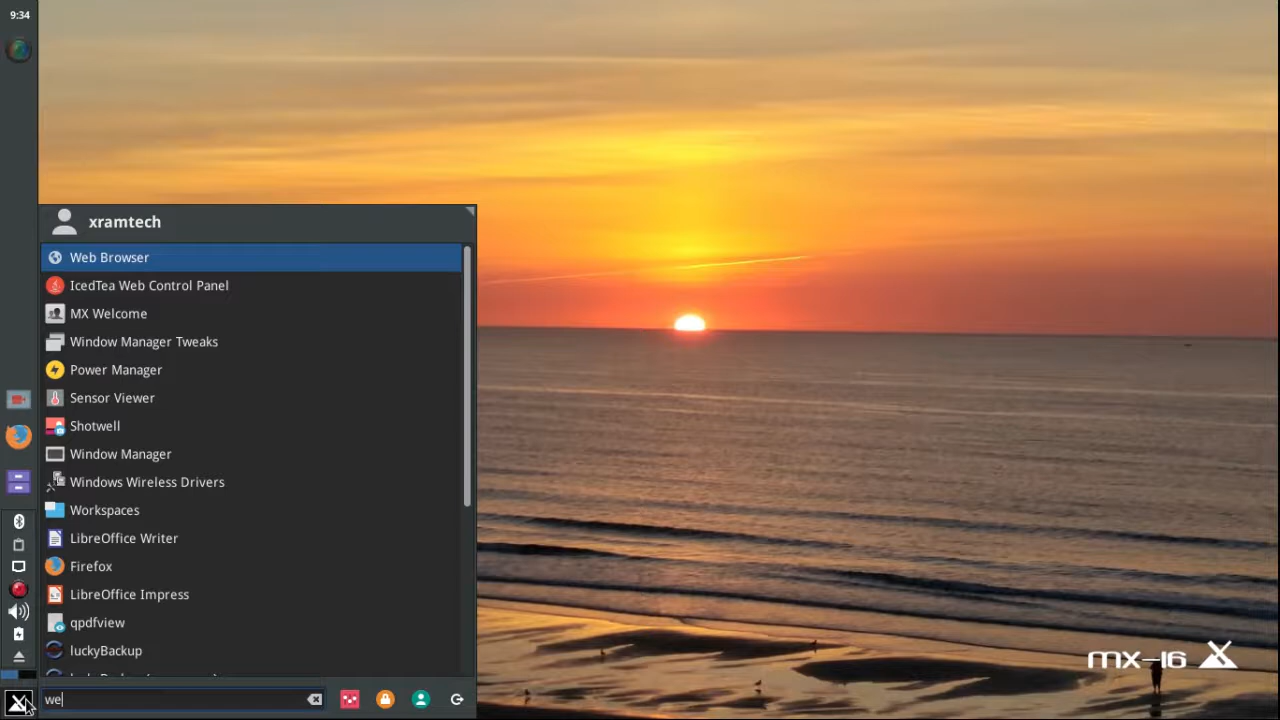 9:34
xramtech
Web Browser
IcedTea Web Control Panel
MX Welcome
Window Manager Tweaks
Power Manager
Sensor Viewer
Shotwell
Window Manager
Windows Wireless Drivers
Workspaces
LibreOffice Writer
Firefox
LibreOffice Impress
qpdfview
luckyBackup
we
mx-16